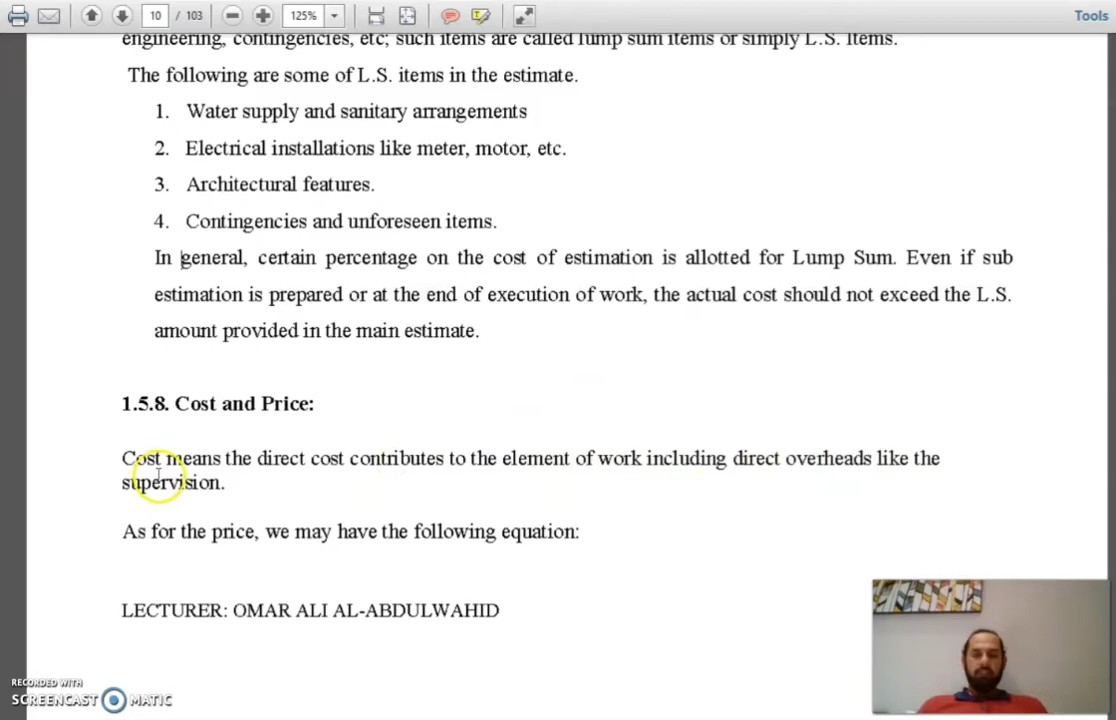 10 / 103
125%
Tools
engineering, contingencies, etc; such items are called lump sum items or simply L.S. Items.
The following are some of L.S. items in the estimate.
1. Water supply and sanitary arrangements
2. Electrical installations like meter, motor, etc.
3. Architectural features.
4. Contingencies and unforeseen items.
In general, certain percentage on the cost of estimation is allotted for Lump Sum. Even if sub
estimation is prepared or at the end of execution of work, the actual cost should not exceed the L.S.
amount provided in the main estimate.
1.5.8. Cost and Price:
Cost means the direct cost contributes to the element of work including direct overheads like the
supervision.
As for the price, we may have the following equation:
LECTURER: OMAR ALI AL-ABDULWAHID
RECORDED WITH
SCREENCAST MATIC